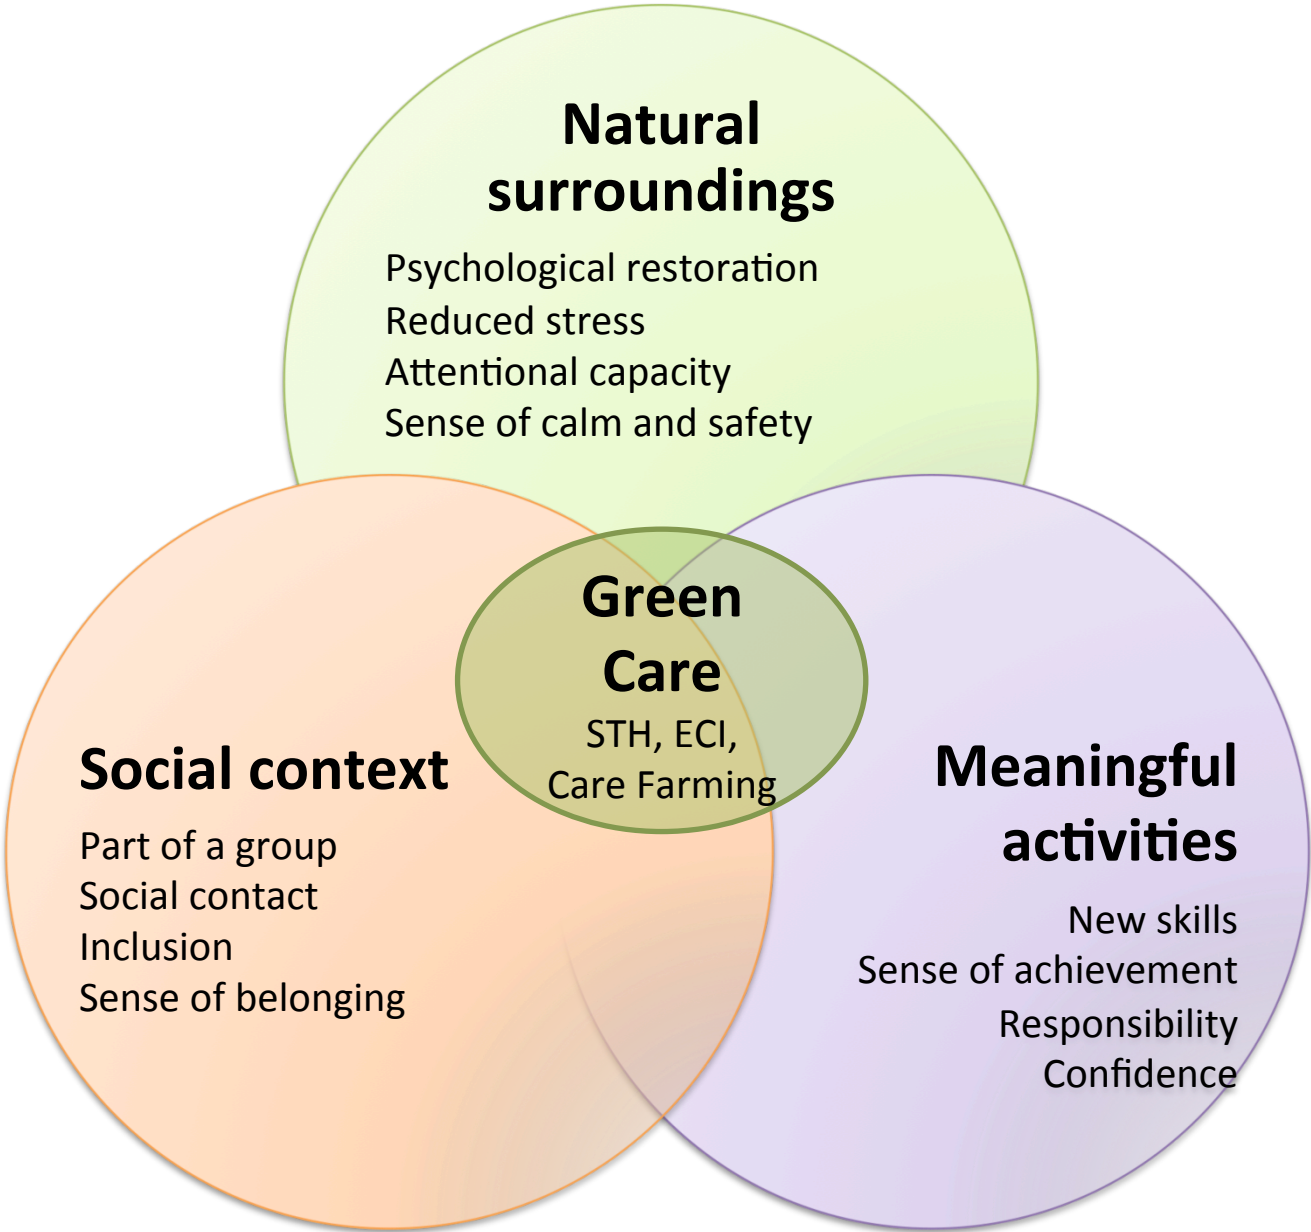 Natural
surroundings
Psychological restoration
Reduced stress
Attentional capacity
Sense of calm and safety
Green
Care
STH, ECI,
Care Farming
Social context
Part of a group
Social contact
Inclusion
Sense of belonging
Meaningful
activities
New skills
Sense of achievement
Responsibility
Confidence